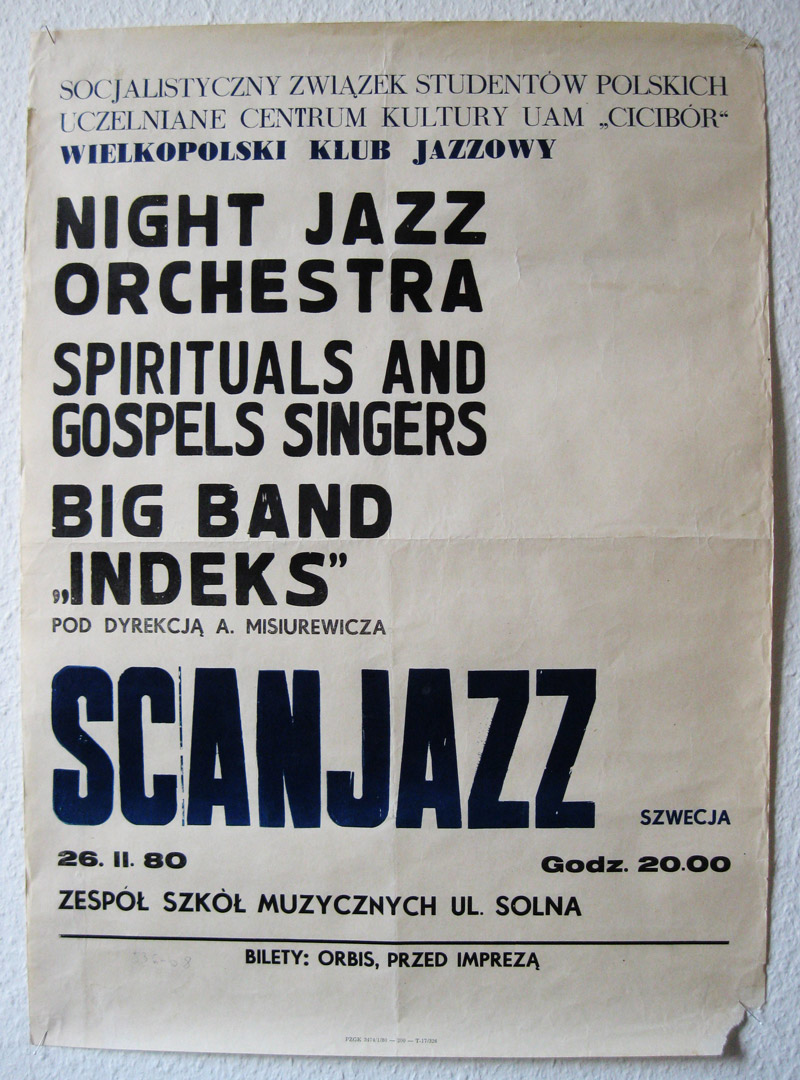 SOCJALISTYCZNY ZWIĄZEK STUDENTÓW POLSKICH
UCZELNIANE CENTRUM KULTURY UAM „CICIBÓR“
WIELKOPOLSKI KLUB JAZZOWY
NIGHT JAZZ
ORCHESTRA
SPIRITUALS AND
GOSPELS SINGERS
BIG BAND
„INDEKS”
POD DYREKCJĄ A. MISIUREWICZA
SCANJAZZ
SZWECJA
26. II. 80 Godz. 20.00
ZESPÓŁ SZKÓŁ MUZYCZNYCH UL. SOLNA
BILETY: ORBIS, PRZED IMPREZĄ